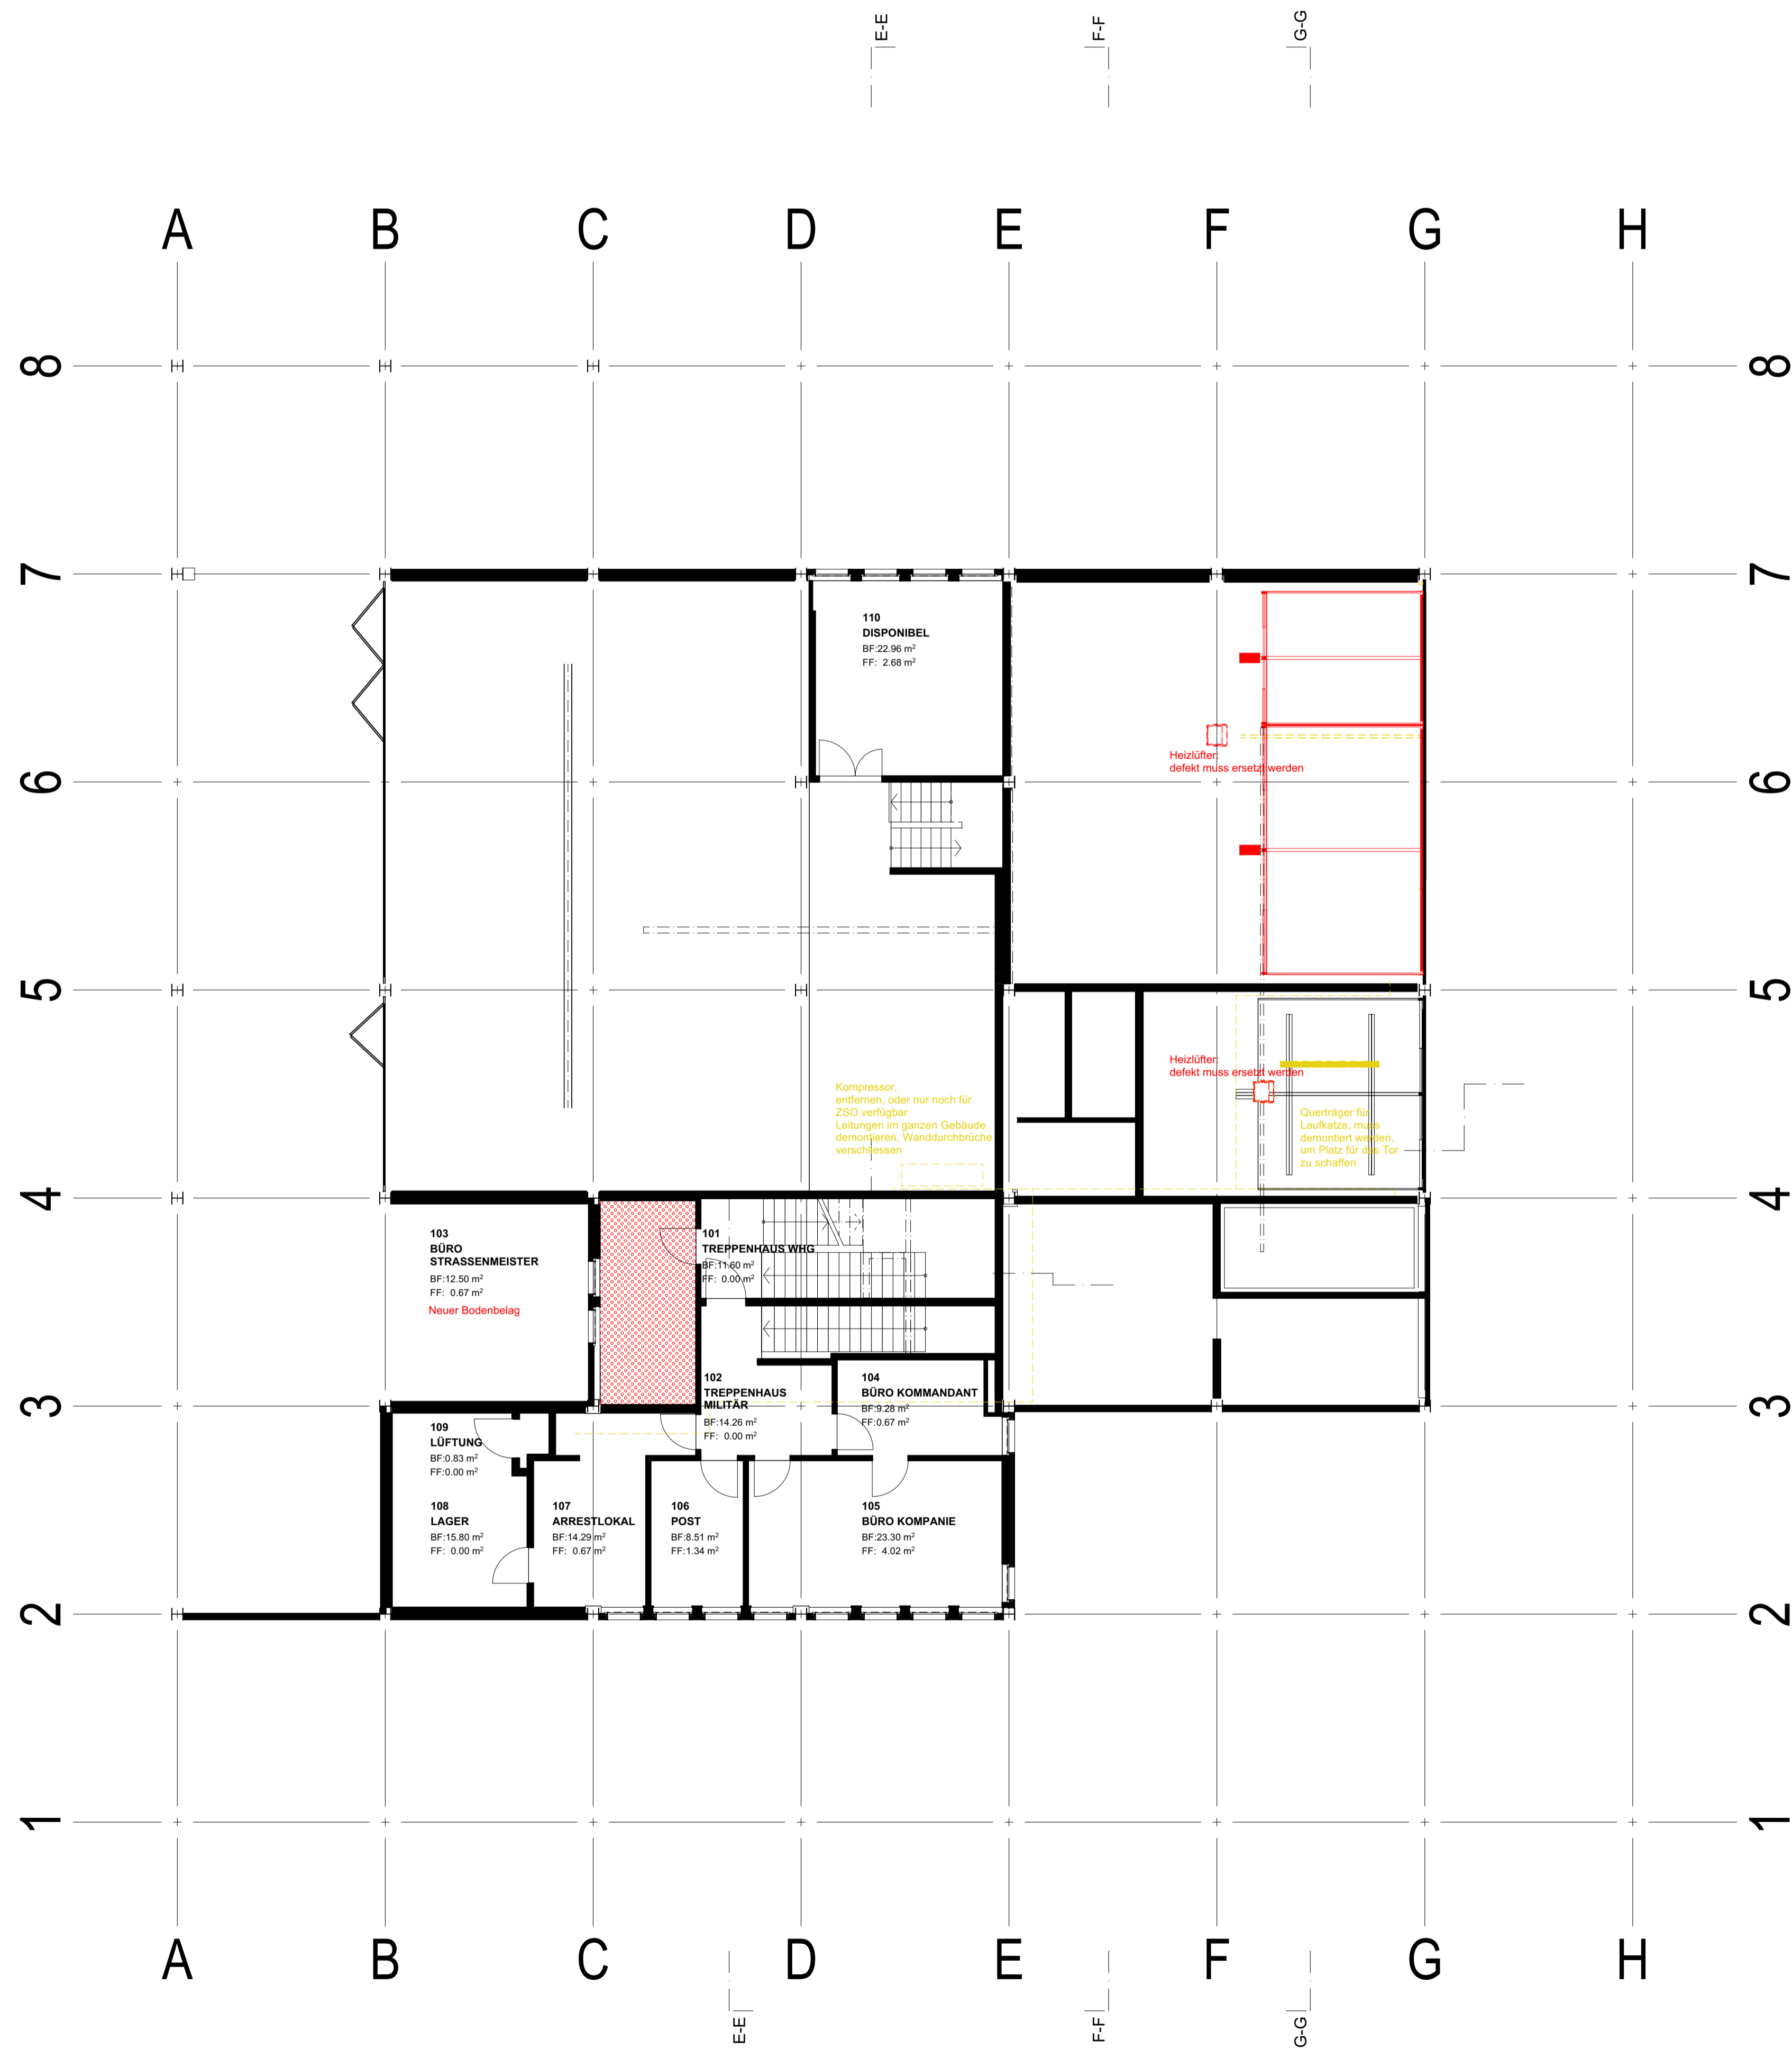 E-E
F-F
G-G
A B C D E F G H
8 8
7 7
110
DISPONIBEL
BF:22.96 m²
FF: 2.68 m²
Heizlüfter:
defekt muss ersetzt werden
6 6
5 5
Heizlüfter:
defekt muss ersetzt werden
Kompressor,
entfernen, oder nur noch für
ZSO verfügbar
Leitungen im ganzen Gebäude
demontieren, Wanddurchbrüche
verschliessen
Querträger für
Laufkatze, muss
demontiert werden,
um Platz für das Tor
zu schaffen.
4 4
103
BÜRO
STRASSENMEISTER
BF:12.50 m²
FF: 0.67 m²
Neuer Bodenbelag
101
TREPPENHAUS WHG
BF:11.60 m²
FF: 0.00 m²
102
TREPPENHAUS
MILITÄR
BF:14.26 m²
FF: 0.00 m²
104
BÜRO KOMMANDANT
BF:9.28 m²
FF:0.67 m²
3 3
109
LÜFTUNG
BF:0.83 m²
FF:0.00 m²
108
LAGER
BF:15.80 m²
FF: 0.00 m²
107
ARRESTLOKAL
BF:14.29 m²
FF: 0.67 m²
106
POST
BF:8.51 m²
FF:1.34 m²
105
BÜRO KOMPANIE
BF:23.30 m²
FF: 4.02 m²
2 2
1 1
A B C D E F G H
E-E
F-F
G-G